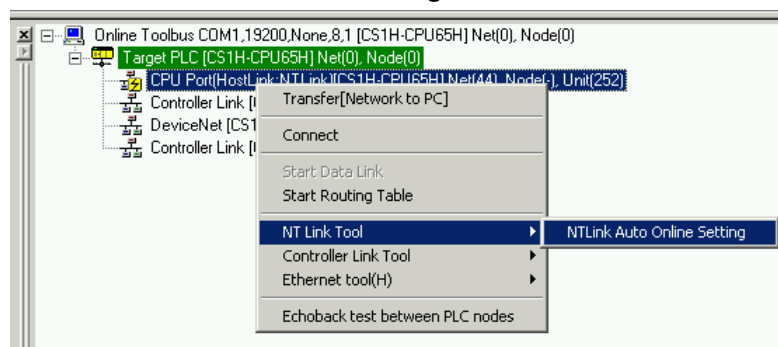 Online Toolbus COM1,19200,None,8,1 [CS1H-CPU65H] Net(0), Node(0)
Target PLC [CS1H-CPU65H] Net(0), Node(0)
CPU Port(HostLink:NTLink)[CS1H-CPU65H] Net(44), Node(-), Unit(252)
Controller Link [
DeviceNet [CS1
Controller Link [
Transfer[Network to PC]
Connect
Start Data Link
Start Routing Table
NT Link Tool
NTLink Auto Online Setting
Controller Link Tool
Ethernet tool(H)
Echoback test between PLC nodes